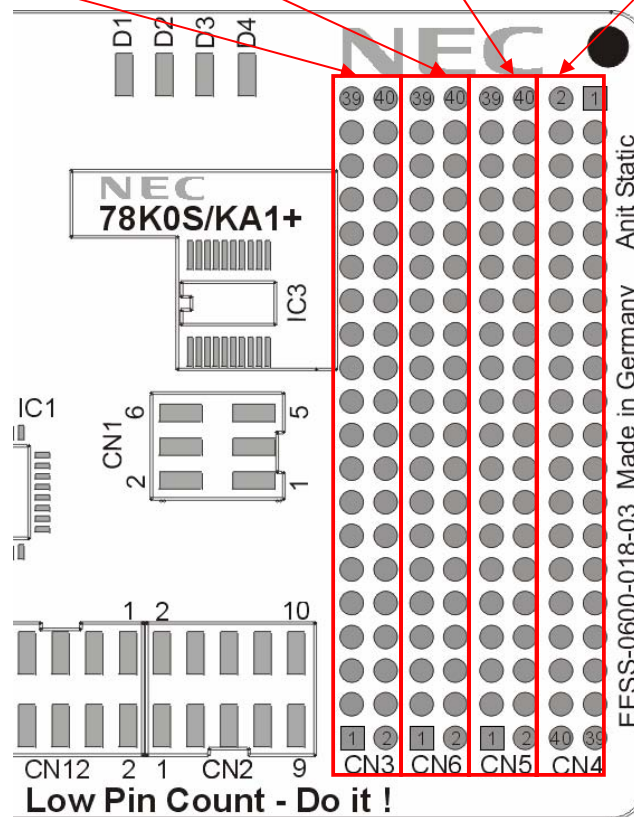 D1 D2 D3 D4
NEC
39 40 39 40 39 40 2 1
NEC
78K0S/KA1+
IC3
IC1
CN1
6 5
2 1
1 2 10
1 2 1 2 1 2 40 39
CN12 2 1 CN2 9
CN3 CN6 CN5 CN4
Low Pin Count - Do it !
EESS-0600-018-03 Made in Germany Anit Static